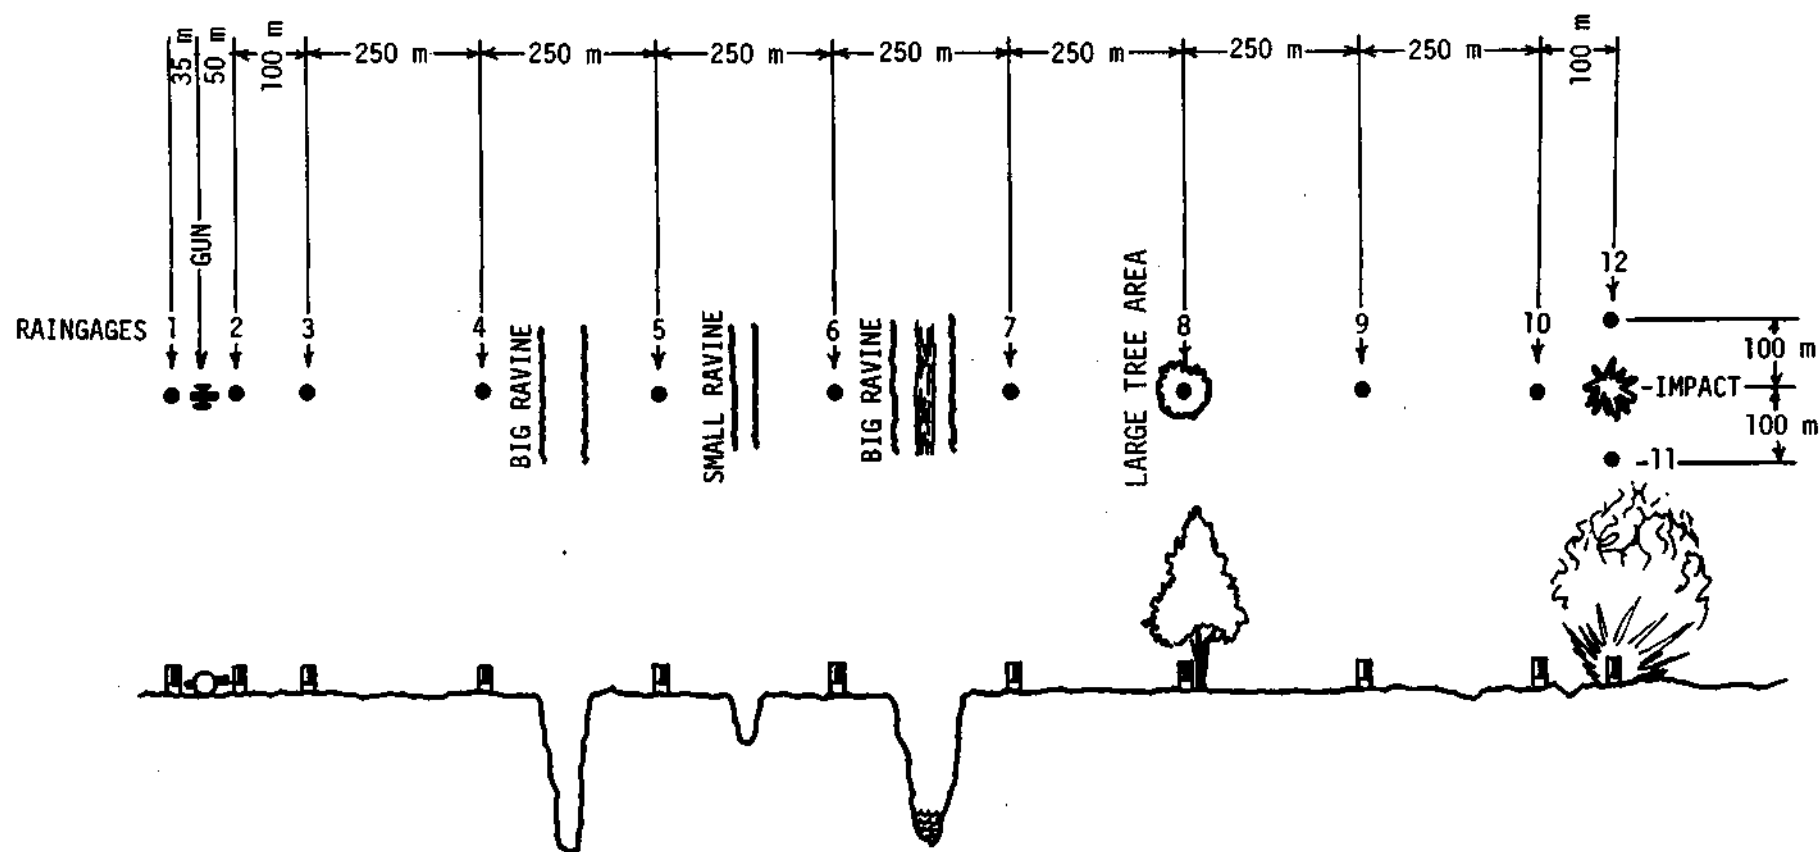 35 m
50 m
100 m
250 m
250 m
250 m
250 m
250 m
250 m
250 m
100 m
GUN
RAINGAGES 1 2 3 4 5 6 7 8 9 10
12
BIG RAVINE
SMALL RAVINE
BIG RAVINE
LARGE TREE AREA
100 m
-IMPACT
100 m
-11